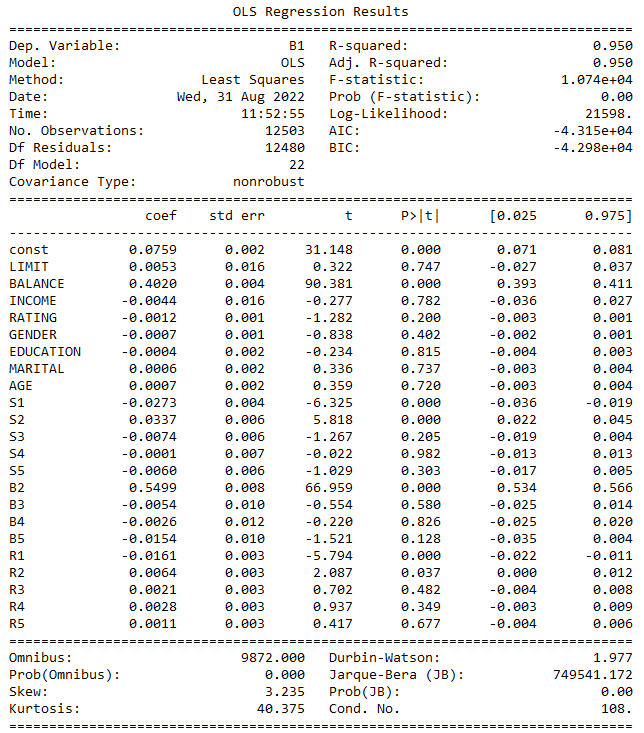 OLS Regression Results
==============================================================================
Dep. Variable:                     B1   R-squared:                       0.950
Model:                            OLS   Adj. R-squared:                  0.950
Method:                 Least Squares   F-statistic:                 1.074e+04
Date:                Wed, 31 Aug 2022   Prob (F-statistic):               0.00
Time:                        11:52:55   Log-Likelihood:                 21598.
No. Observations:               12503   AIC:                        -4.315e+04
Df Residuals:                   12480   BIC:                        -4.298e+04
Df Model:                          22
Covariance Type:            nonrobust
==============================================================================
                 coef    std err          t      P>|t|      [0.025      0.975]
------------------------------------------------------------------------------
const          0.0759      0.002     31.148      0.000       0.071       0.081
LIMIT          0.0053      0.016      0.322      0.747      -0.027       0.037
BALANCE        0.4020      0.004     90.381      0.000       0.393       0.411
INCOME        -0.0044      0.016     -0.277      0.782      -0.036       0.027
RATING        -0.0012      0.001     -1.282      0.200      -0.003       0.001
GENDER        -0.0007      0.001     -0.838      0.402      -0.002       0.001
EDUCATION     -0.0004      0.002     -0.234      0.815      -0.004       0.003
MARITAL        0.0006      0.002      0.336      0.737      -0.003       0.004
AGE            0.0007      0.002      0.359      0.720      -0.003       0.004
S1            -0.0273      0.004     -6.325      0.000      -0.036      -0.019
S2             0.0337      0.006      5.818      0.000       0.022       0.045
S3            -0.0074      0.006     -1.267      0.205      -0.019       0.004
S4            -0.0001      0.007     -0.022      0.982      -0.013       0.013
S5            -0.0060      0.006     -1.029      0.303      -0.017       0.005
B2             0.5499      0.008     66.959      0.000       0.534       0.566
B3            -0.0054      0.010     -0.554      0.580      -0.025       0.014
B4            -0.0026      0.012     -0.220      0.826      -0.025       0.020
B5            -0.0154      0.010     -1.521      0.128      -0.035       0.004
R1            -0.0161      0.003     -5.794      0.000      -0.022      -0.011
R2             0.0064      0.003      2.087      0.037       0.000       0.012
R3             0.0021      0.003      0.702      0.482      -0.004       0.008
R4             0.0028      0.003      0.937      0.349      -0.003       0.009
R5             0.0011      0.003      0.417      0.677      -0.004       0.006
==============================================================================
Omnibus:                     9872.000   Durbin-Watson:                   1.977
Prob(Omnibus):                  0.000   Jarque-Bera (JB):           749541.172
Skew:                           3.235   Prob(JB):                         0.00
Kurtosis:                      40.375   Cond. No.                         108.
==============================================================================